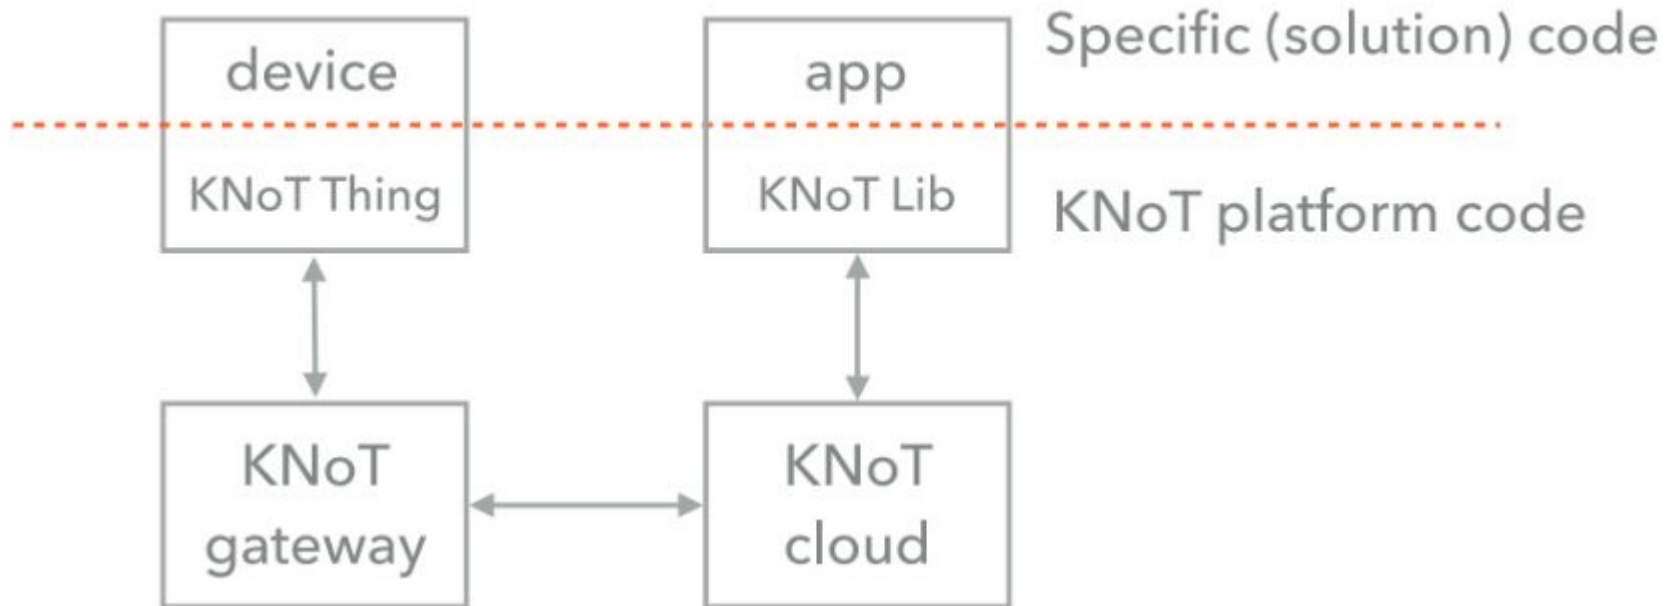 device
app
Specific (solution) code
KNoT Thing
KNoT Lib
KNoT platform code
KNoT
gateway
KNoT
cloud